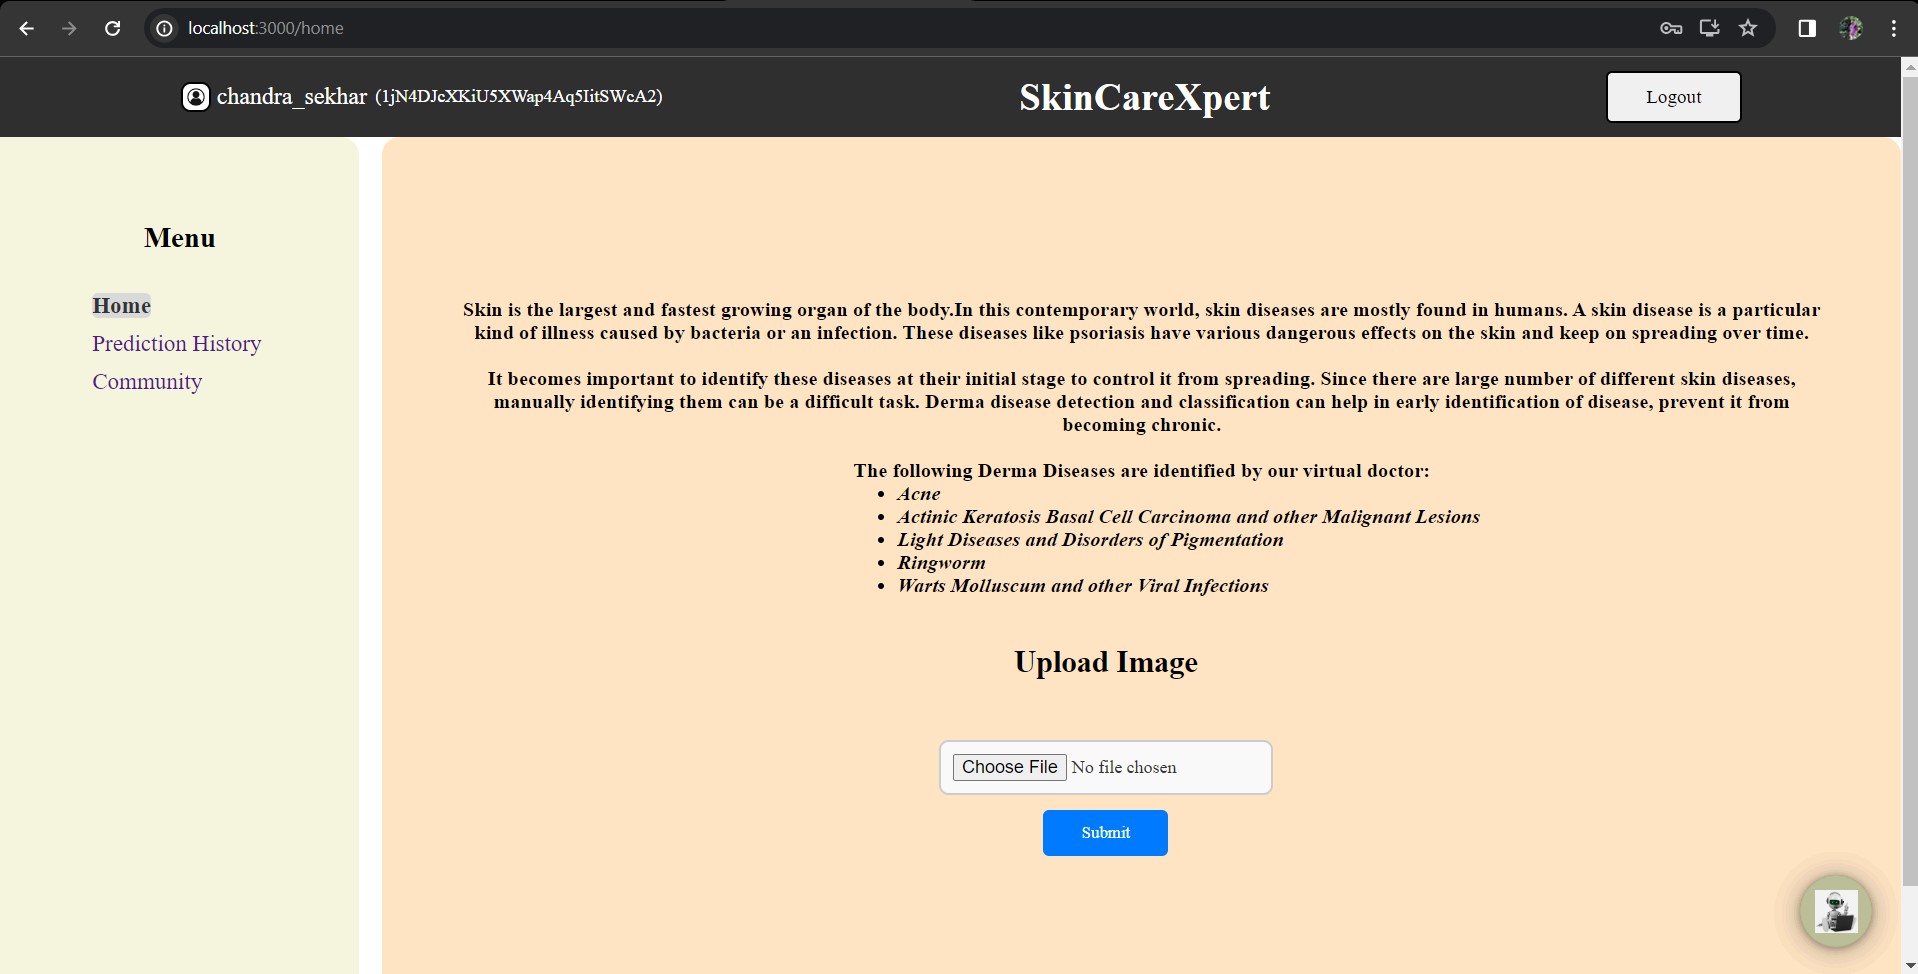 localhost:3000/home
chandra_sekhar (1jN4DJcXKiU5XWap4Aq5IitSWcA2)
SkinCareXpert
Logout
Menu
Home
Prediction History
Community
Skin is the largest and fastest growing organ of the body.In this contemporary world, skin diseases are mostly found in humans. A skin disease is a particular
kind of illness caused by bacteria or an infection. These diseases like psoriasis have various dangerous effects on the skin and keep on spreading over time.
It becomes important to identify these diseases at their initial stage to control it from spreading. Since there are large number of different skin diseases,
manually identifying them can be a difficult task. Derma disease detection and classification can help in early identification of disease, prevent it from
becoming chronic.
The following Derma Diseases are identified by our virtual doctor:
• Acne
• Actinic Keratosis Basal Cell Carcinoma and other Malignant Lesions
• Light Diseases and Disorders of Pigmentation
• Ringworm
• Warts Molluscum and other Viral Infections
Upload Image
Choose File No file chosen
Submit